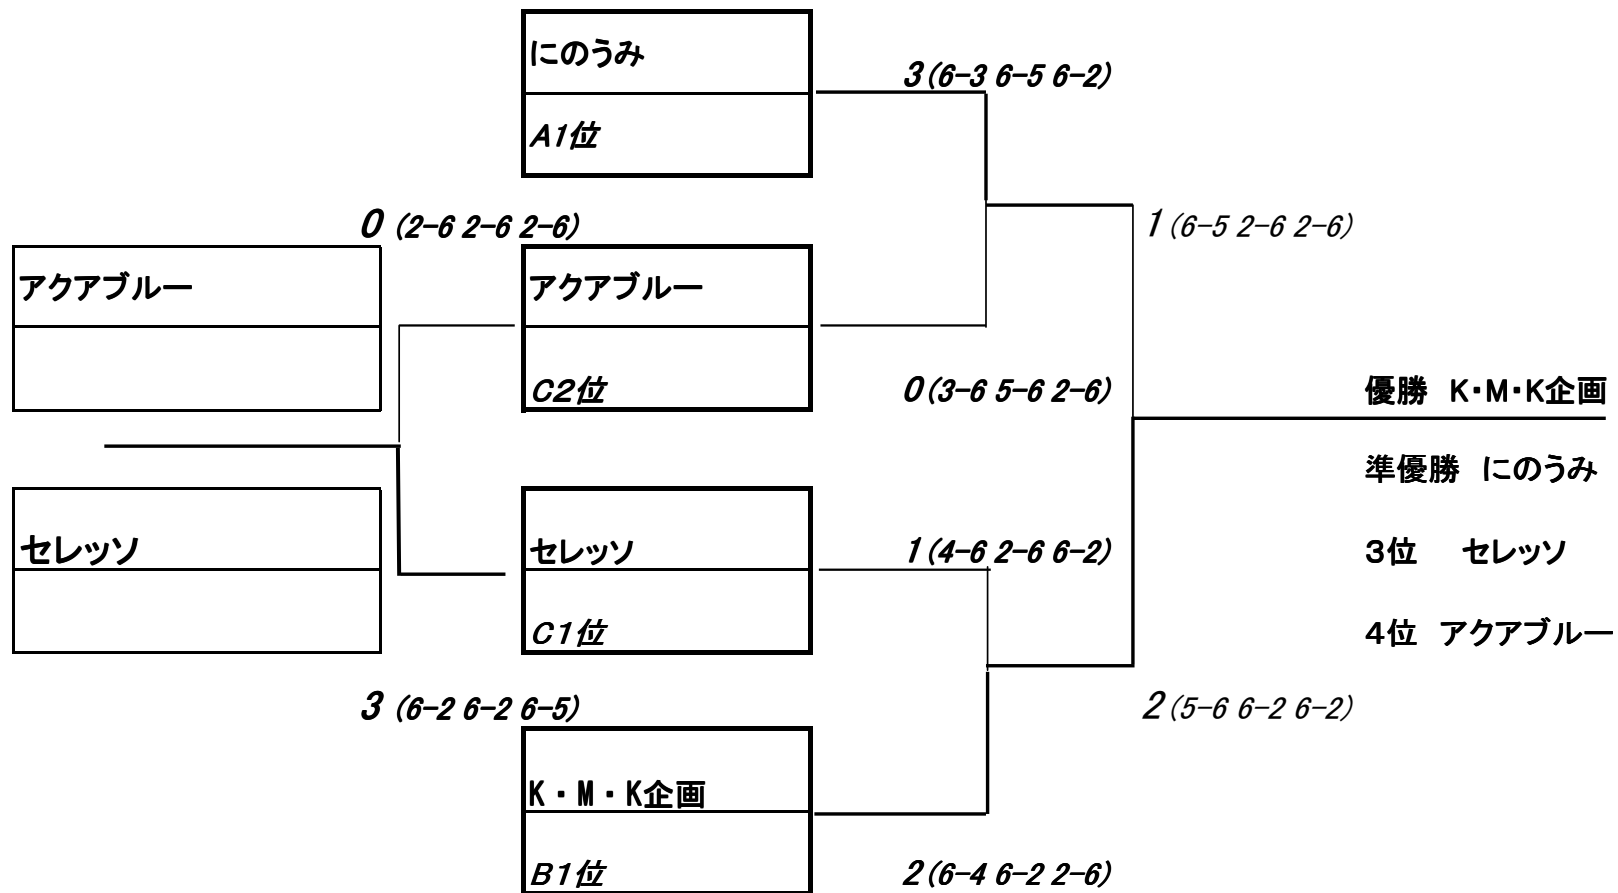 にのうみ
3(6-3 6-5 6-2)
A1位
0 (2-6 2-6 2-6)
1(6-5 2-6 2-6)
アクアブルー
アクアブルー
C2位
0(3-6 5-6 2-6)
優勝 K・M・K企画
準優勝 にのうみ
セレッソ
セレッソ
1(4-6 2-6 6-2)
3位 セレッソ
C1位
4位 アクアブルー
3 (6-2 6-2 6-5)
2(5-6 6-2 6-2)
K・M・K企画
B1位
2(6-4 6-2 2-6)